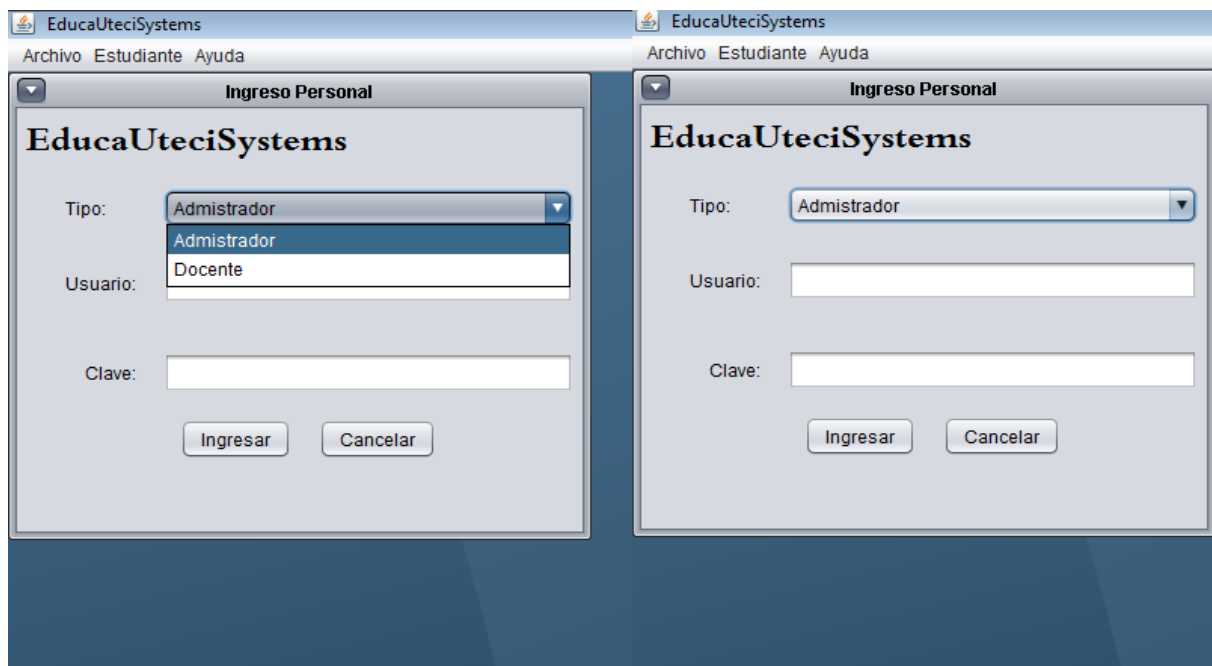 EducaUteciSystems
Archivo Estudiante Ayuda
Ingreso Personal
EducaUteciSystems
Tipo: Admistrador
Admistrador
Docente
Usuario:
Clave:
Ingresar Cancelar
EducaUteciSystems
Archivo Estudiante Ayuda
Ingreso Personal
EducaUteciSystems
Tipo: Admistrador
Usuario:
Clave:
Ingresar Cancelar